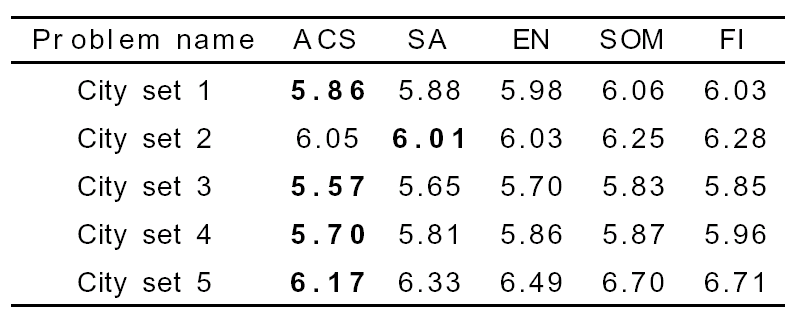 Problem name ACS SA EN SOM FI
City set 1 5.86 5.88 5.98 6.06 6.03
City set 2 6.05 6.01 6.03 6.25 6.28
City set 3 5.57 5.65 5.70 5.83 5.85
City set 4 5.70 5.81 5.86 5.87 5.96
City set 5 6.17 6.33 6.49 6.70 6.71